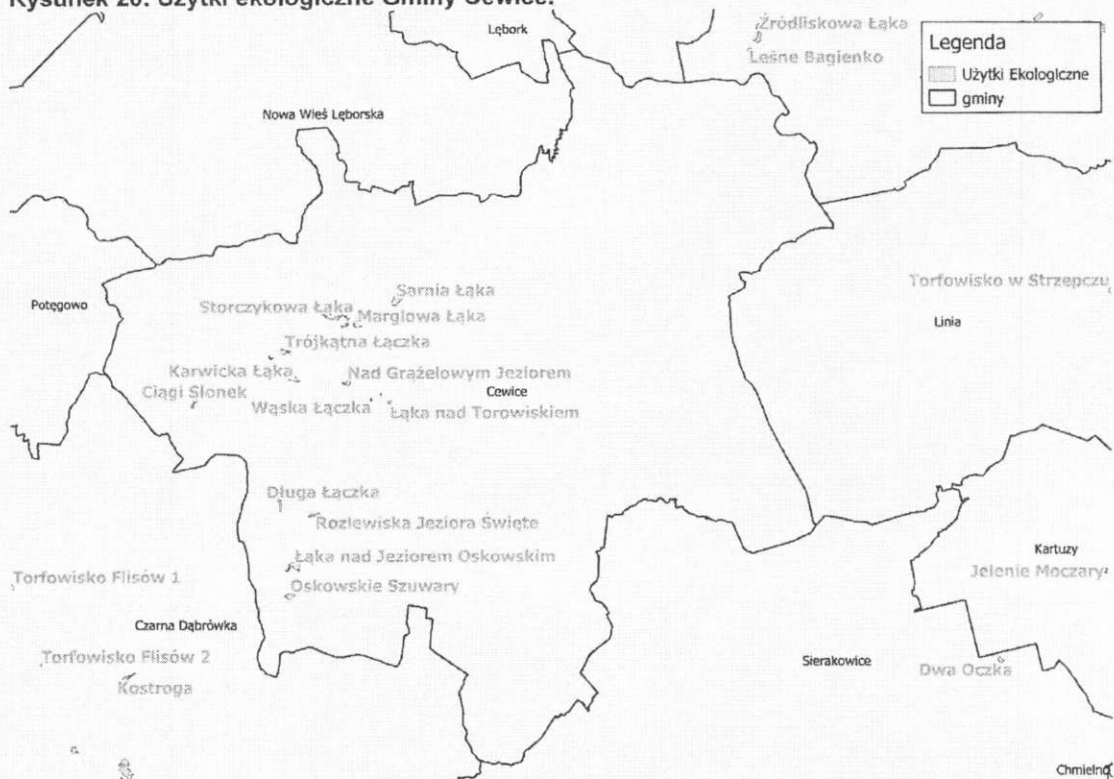 Rysunek 20. Użytki ekologiczne Gminy Cewice.
Lębork
Źródliskowa Łąka
Leśne Bagienko
Legenda
Użytki Ekologiczne
gminy
Nowa Wieś Lęborska
Potęgowo
Sarnia Łąka
Storczykowa Łąka
Marglowa Łąka
Trójkątna Łączka
Karwicka Łąka
Nad Grążelowym Jeziorem
Ciągi Słonek
Cewice
Wąska Łączka
Łąka nad Torowiskiem
Torfowisko w Strzepczu
Linia
Długa Łączka
Rozlewiska Jeziora Święte
Łąka nad Jeziorem Oskowskim
Oskowskie Szuwary
Torfowisko Flisów 1
Czarna Dąbrówka
Torfowisko Flisów 2
Kostroga
Kartuzy
Jelenie Moczary
Sierakowice
Dwa Oczka
Chmielno